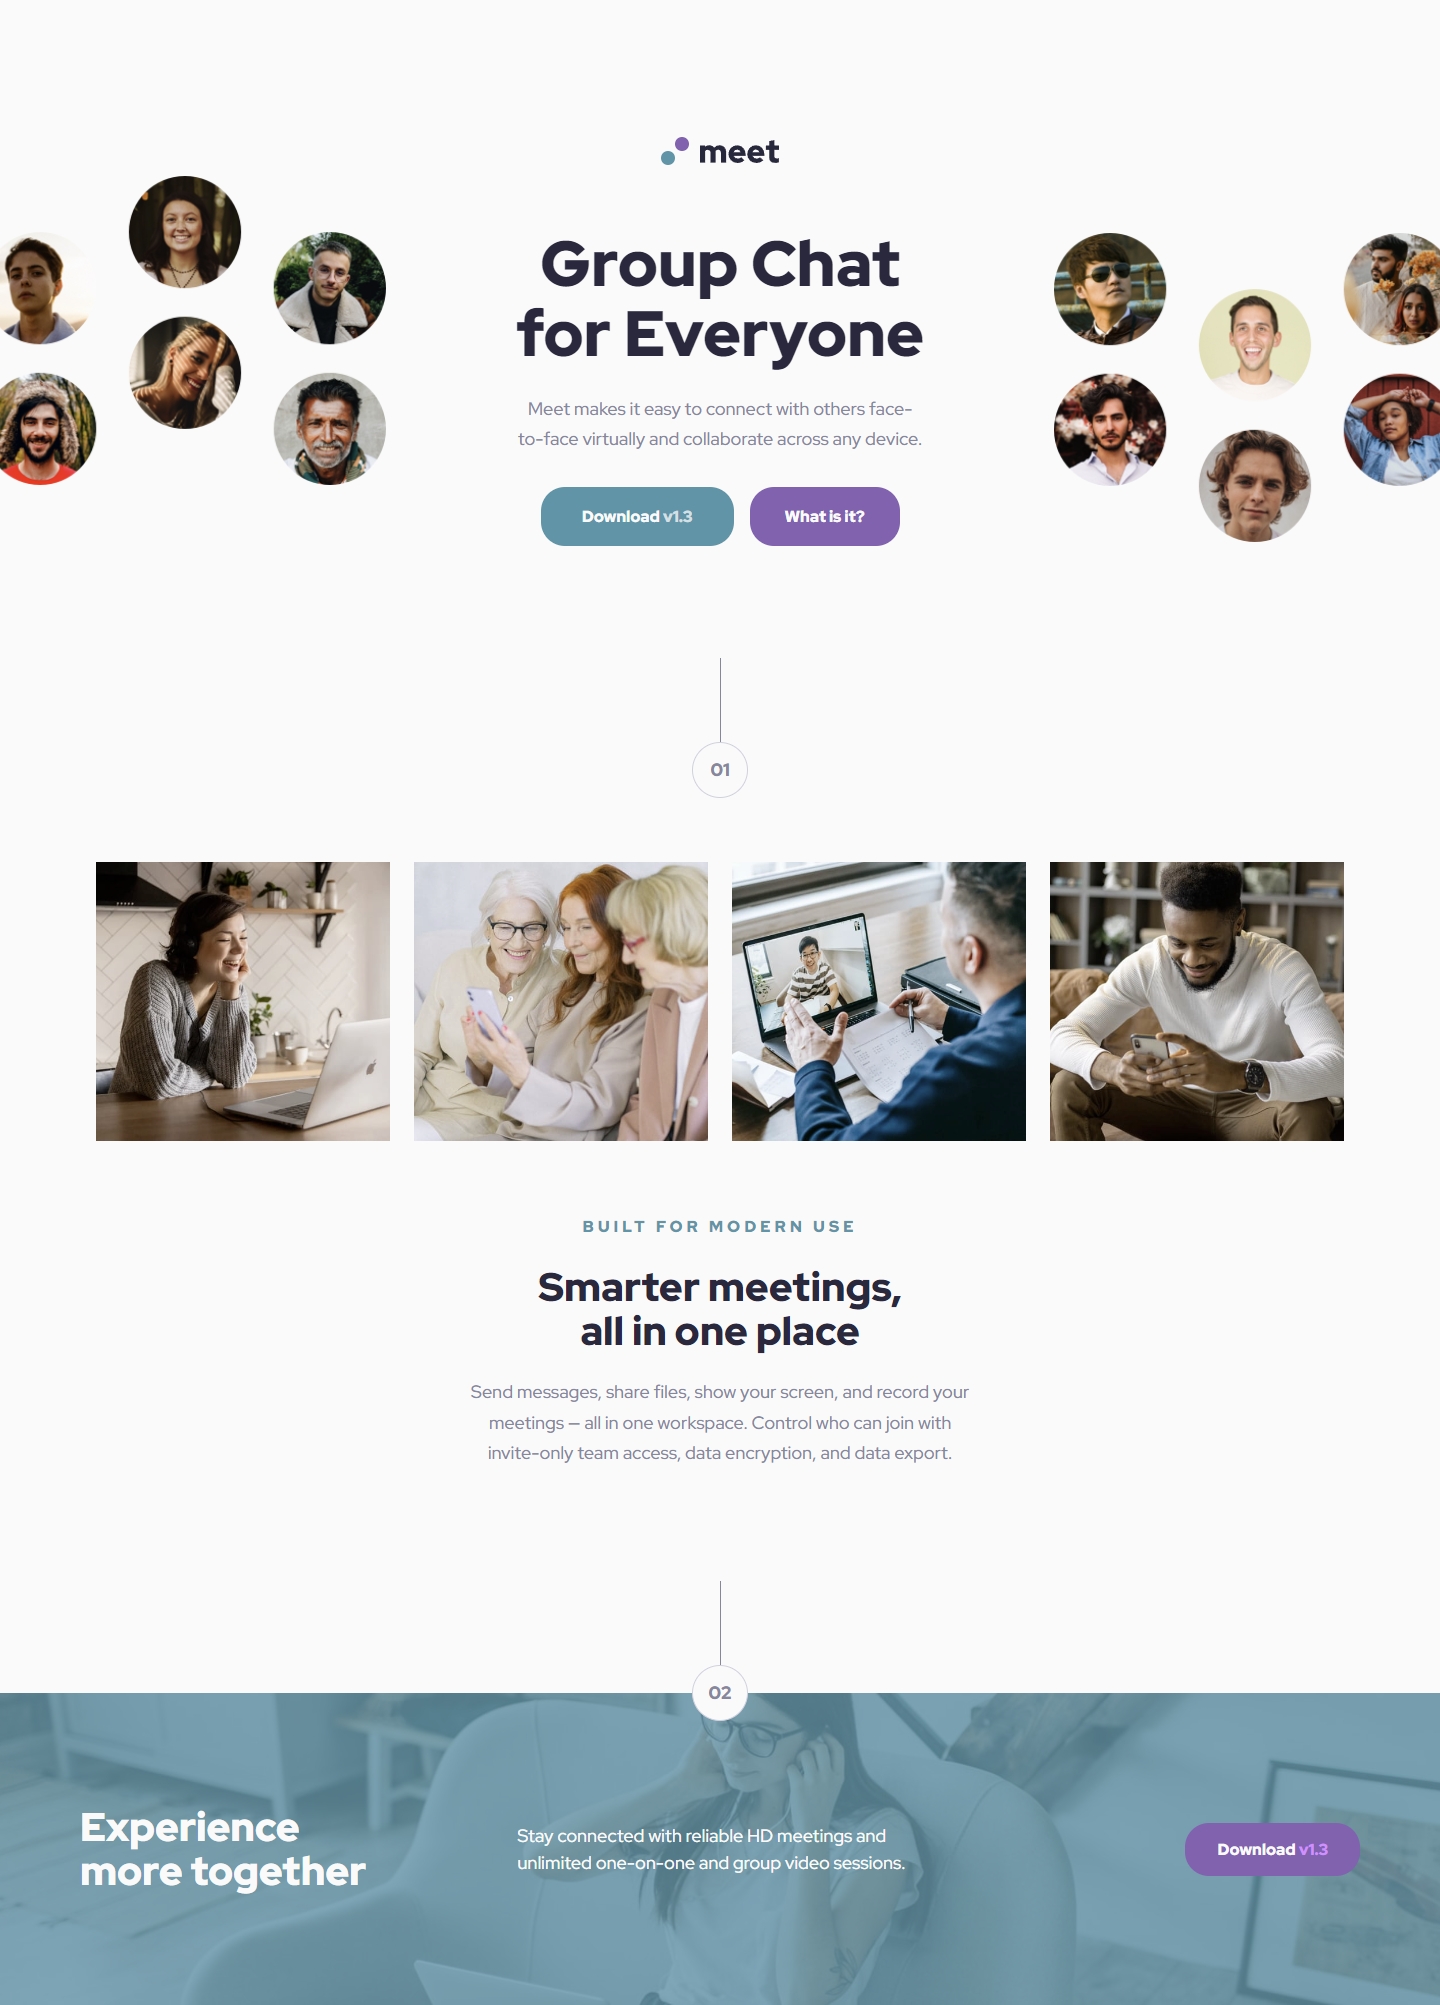 meet
Group Chat
for Everyone
Meet makes it easy to connect with others face-
to-face virtually and collaborate across any device.
Download v1.3
What is it?
01
BUILT FOR MODERN USE
Smarter meetings,
all in one place
Send messages, share files, show your screen, and record your
meetings — all in one workspace. Control who can join with
invite-only team access, data encryption, and data export.
02
Experience
more together
Stay connected with reliable HD meetings and
unlimited one-on-one and group video sessions.
Download v1.3